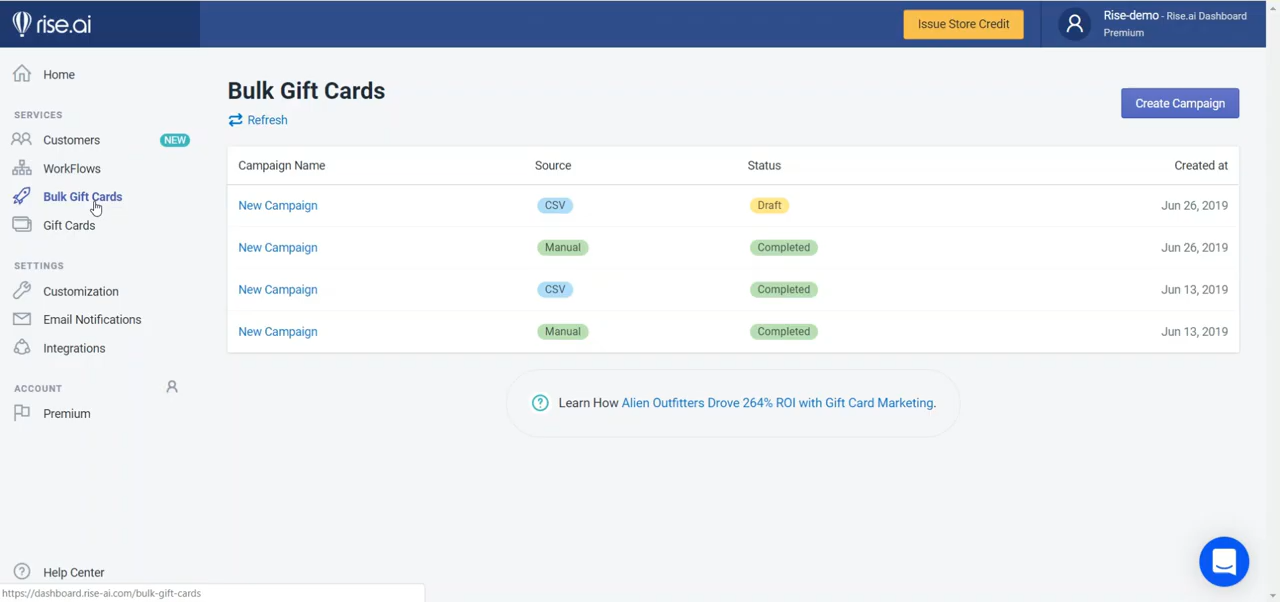 rise.ai
Issue Store Credit
Rise-demo - Rise.ai Dashboard
Premium
Home
SERVICES
Customers NEW
WorkFlows
Bulk Gift Cards
Gift Cards
SETTINGS
Customization
Email Notifications
Integrations
ACCOUNT
Premium
Help Center
https://dashboard.rise-ai.com/bulk-gift-cards
Bulk Gift Cards
Refresh
Create Campaign
Campaign Name Source Status Created at
New Campaign CSV Draft Jun 26, 2019
New Campaign Manual Completed Jun 26, 2019
New Campaign CSV Completed Jun 13, 2019
New Campaign Manual Completed Jun 13, 2019
Learn How Alien Outfitters Drove 264% ROI with Gift Card Marketing.